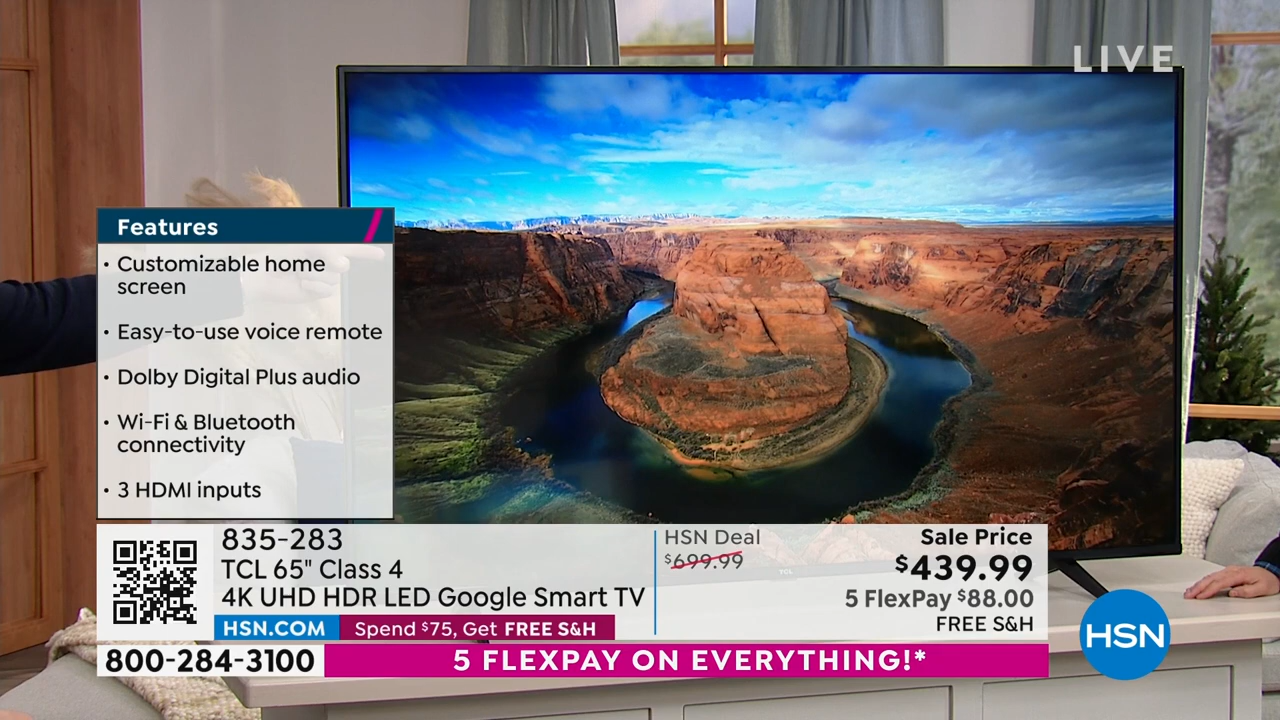 LIVE
Features
· Customizable home
screen
· Easy-to-use voice remote
· Dolby Digital Plus audio
· Wi-Fi & Bluetooth
connectivity
· 3 HDMI inputs
835-283
TCL 65" Class 4
4K UHD HDR LED Google Smart TV
HSN.COM Spend $75, Get FREE S&H
HSN Deal
$699.99
Sale Price
$439.99
5 FlexPay $88.00
FREE S&H
TCL
HSN
800-284-3100 5 FLEXPAY ON EVERYTHING!*